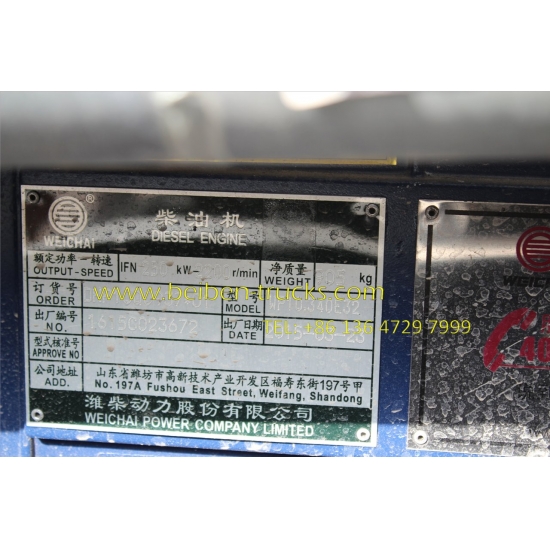 WEICHAI ®
柴油机
DIESEL ENGINE
额定功率一转速 IFN kW— r/min 净质量 kg
OUTPUT-SPEED WEIGHT
订货号 型号
ORDER MODEL
www.beiben-trucks.com
出厂编号 出厂日期
NO. DATE
TEL:+86 136 4729 7999
型式核准号
APPROVE NO
公司地址 山东省潍坊市高新技术产业开发区福寿东街197号甲
ADD. No. 197A Fushou East Street, Weifang, Shandong
潍柴动力股份有限公司
WEICHAI POWER COMPANY LIMITED
WEICHAI